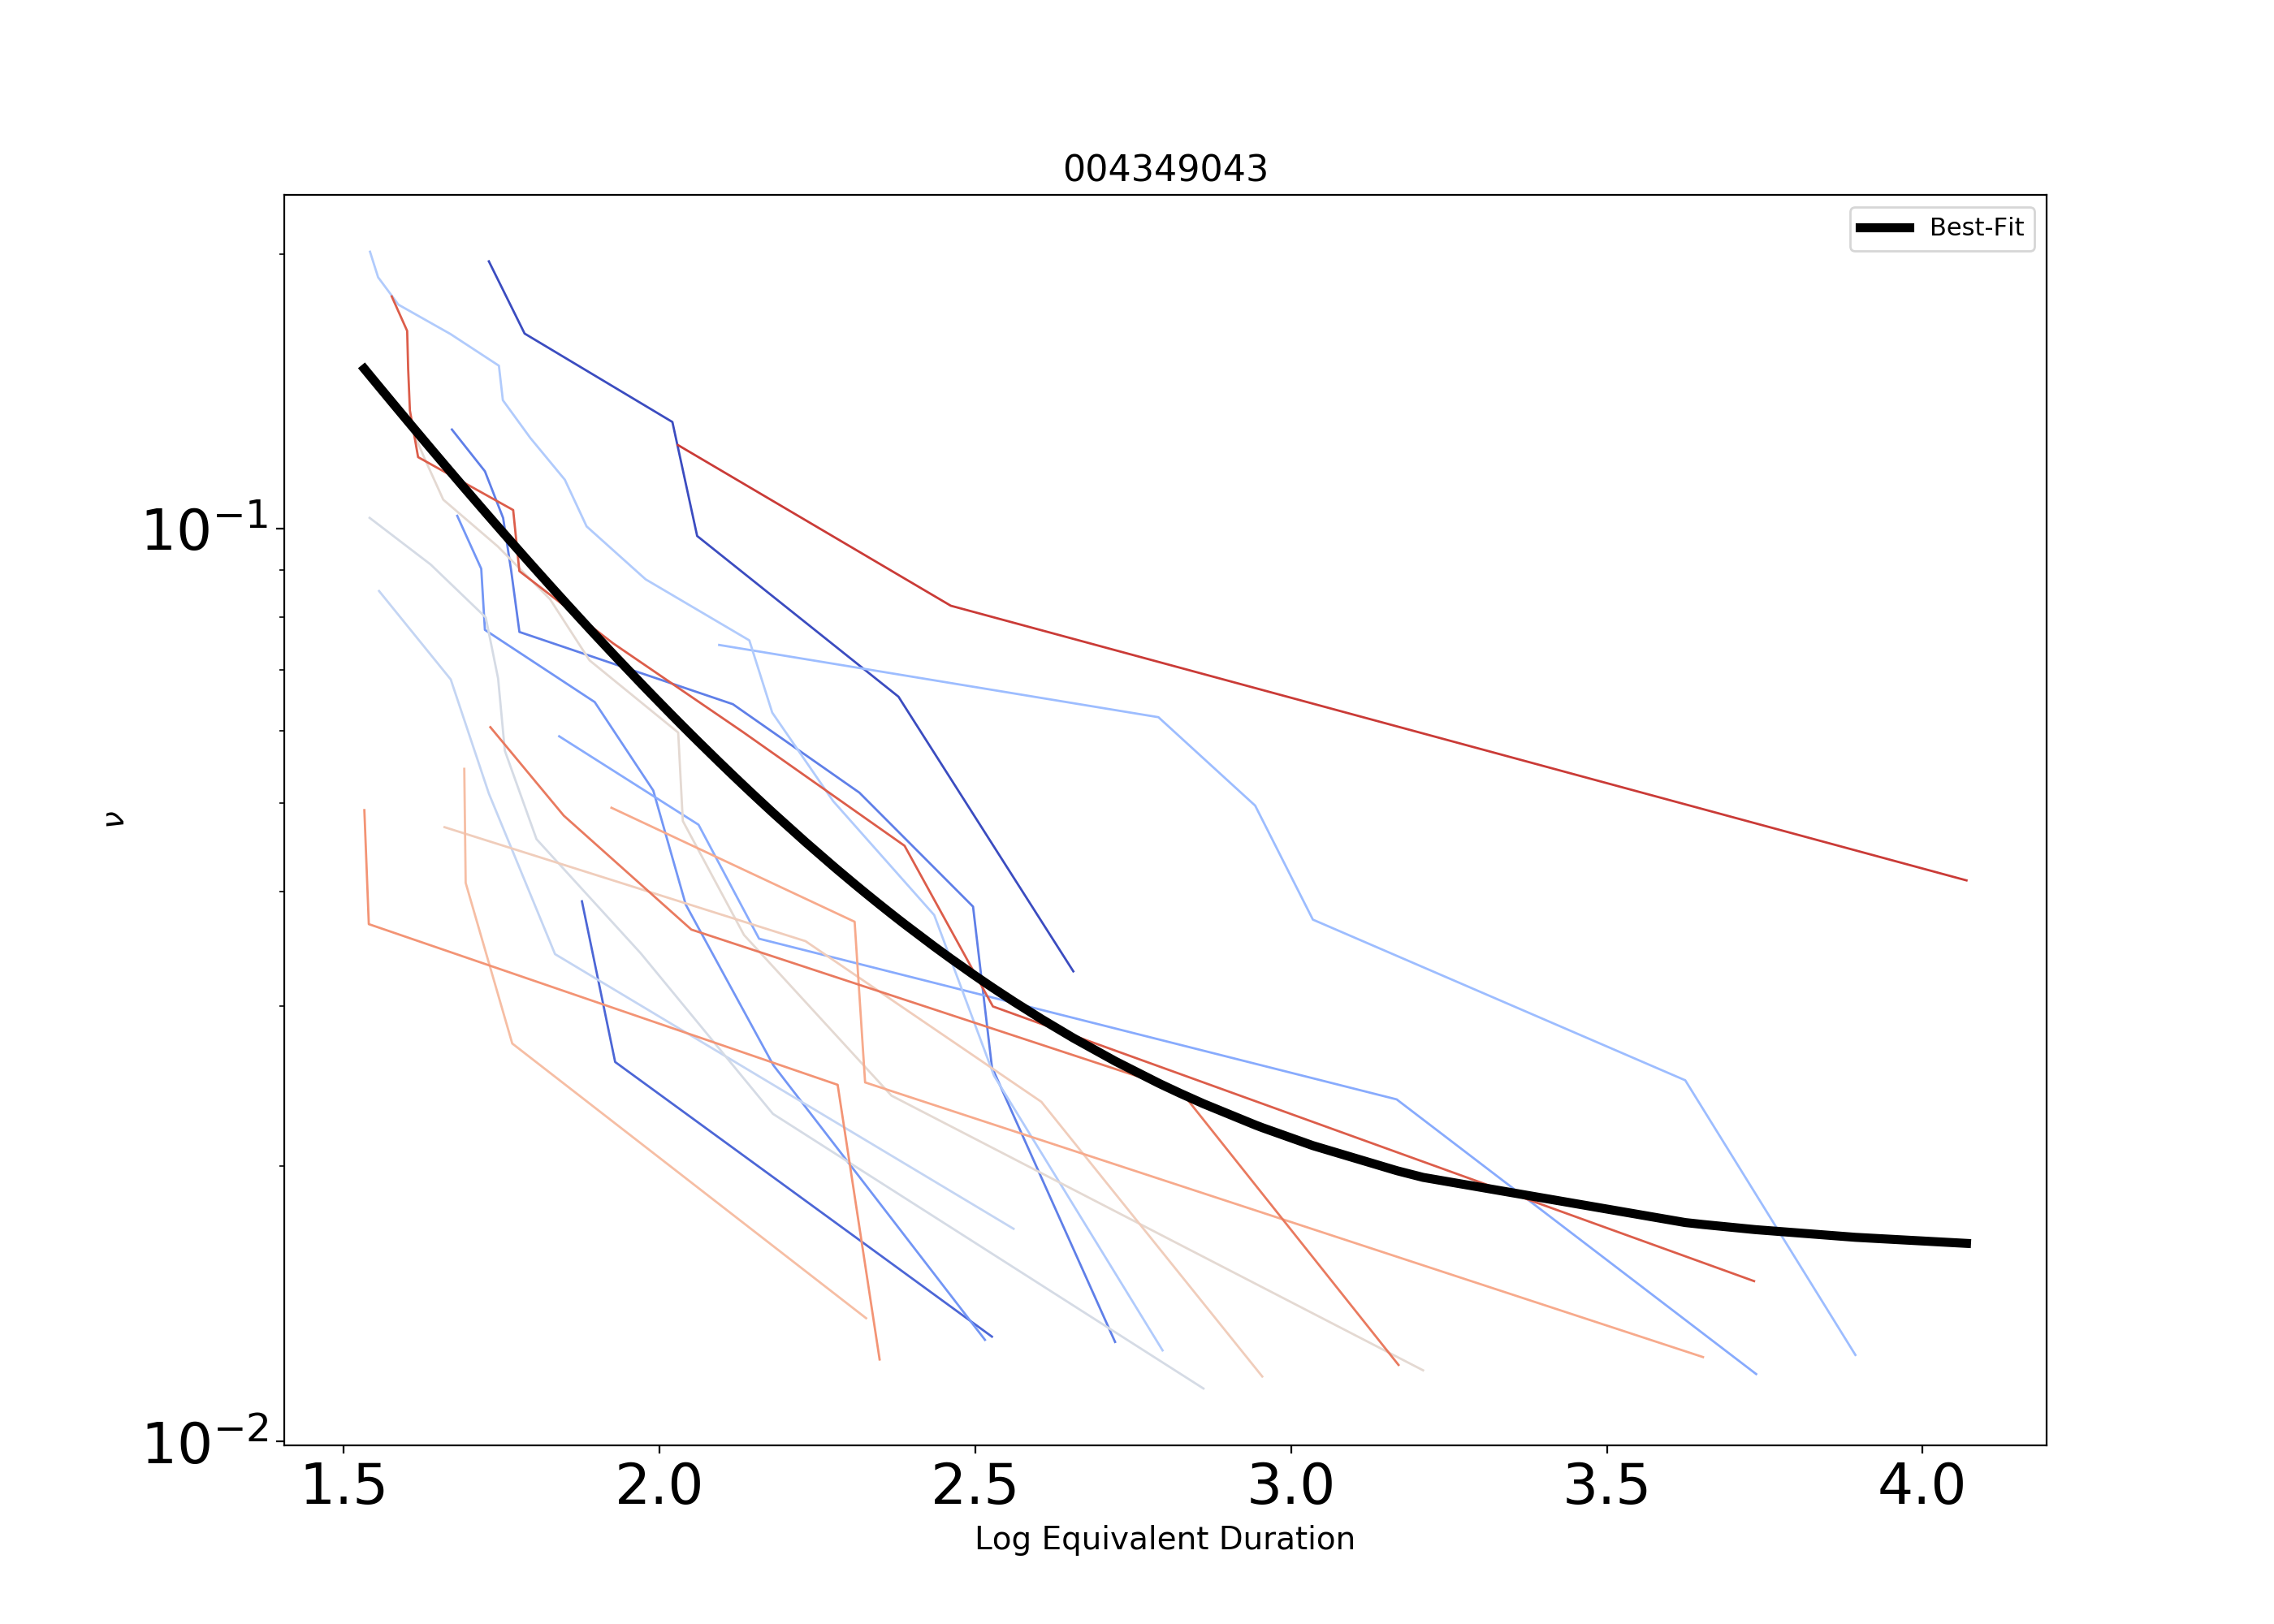 004349043
Best-Fit
10⁻¹
ν
10⁻²
1.5 2.0 2.5 3.0 3.5 4.0
Log Equivalent Duration